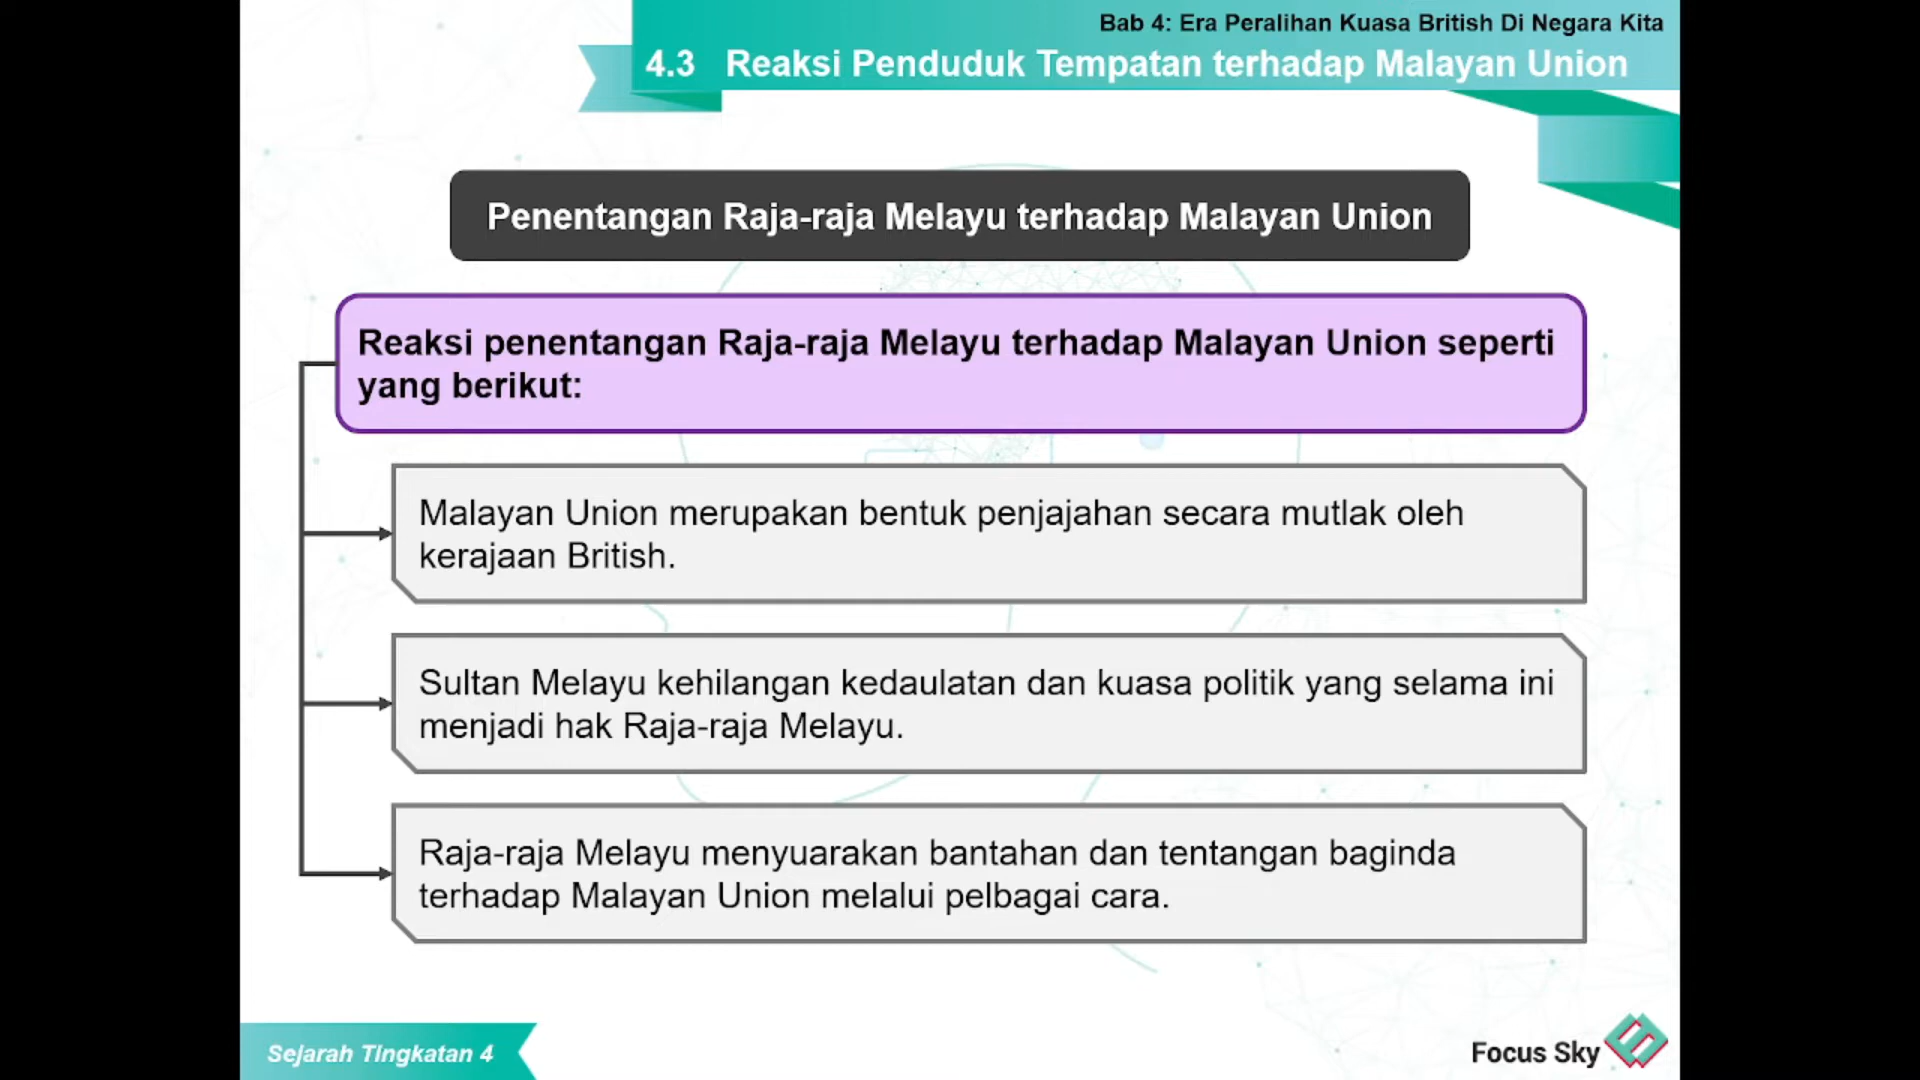 Bab 4: Era Peralihan Kuasa British Di Negara Kita
4.3 Reaksi Penduduk Tempatan terhadap Malayan Union
Penentangan Raja-raja Melayu terhadap Malayan Union
Reaksi penentangan Raja-raja Melayu terhadap Malayan Union seperti
yang berikut:
Malayan Union merupakan bentuk penjajahan secara mutlak oleh
kerajaan British.
Sultan Melayu kehilangan kedaulatan dan kuasa politik yang selama ini
menjadi hak Raja-raja Melayu.
Raja-raja Melayu menyuarakan bantahan dan tentangan baginda
terhadap Malayan Union melalui pelbagai cara.
Sejarah TIngkatan 4
Focus Sky